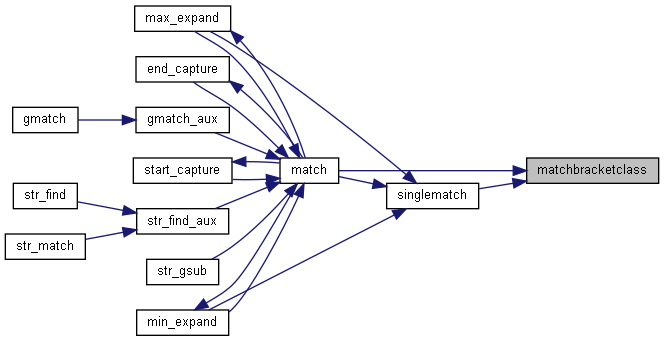 max_expand
end_capture
gmatch
gmatch_aux
start_capture
match
matchbracketclass
str_find
singlematch
str_find_aux
str_match
str_gsub
min_expand